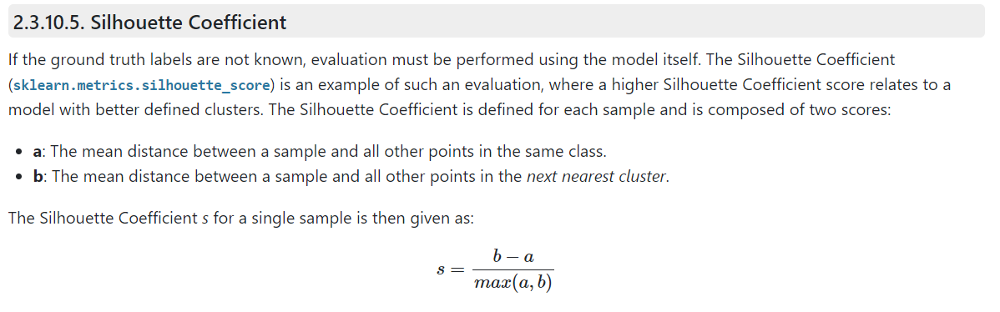 2.3.10.5. Silhouette Coefficient
If the ground truth labels are not known, evaluation must be performed using the model itself. The Silhouette Coefficient
(sklearn.metrics.silhouette_score) is an example of such an evaluation, where a higher Silhouette Coefficient score relates to a
model with better defined clusters. The Silhouette Coefficient is defined for each sample and is composed of two scores:
• a: The mean distance between a sample and all other points in the same class.
• b: The mean distance between a sample and all other points in the next nearest cluster.
The Silhouette Coefficient s for a single sample is then given as:
s = \frac{b - a}{max(a, b)}